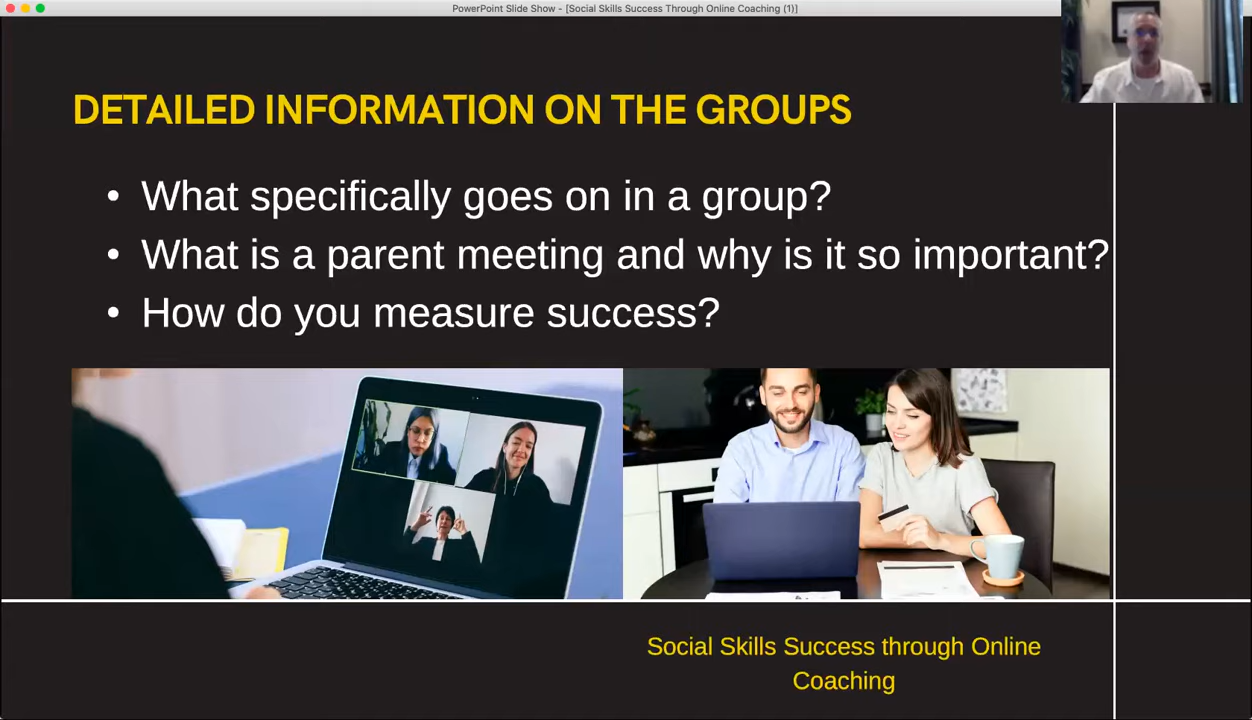 PowerPoint Slide Show - [Social Skills Success Through Online Coaching (1)]
DETAILED INFORMATION ON THE GROUPS
• What specifically goes on in a group?
• What is a parent meeting and why is it so important?
• How do you measure success?
Social Skills Success through Online
Coaching